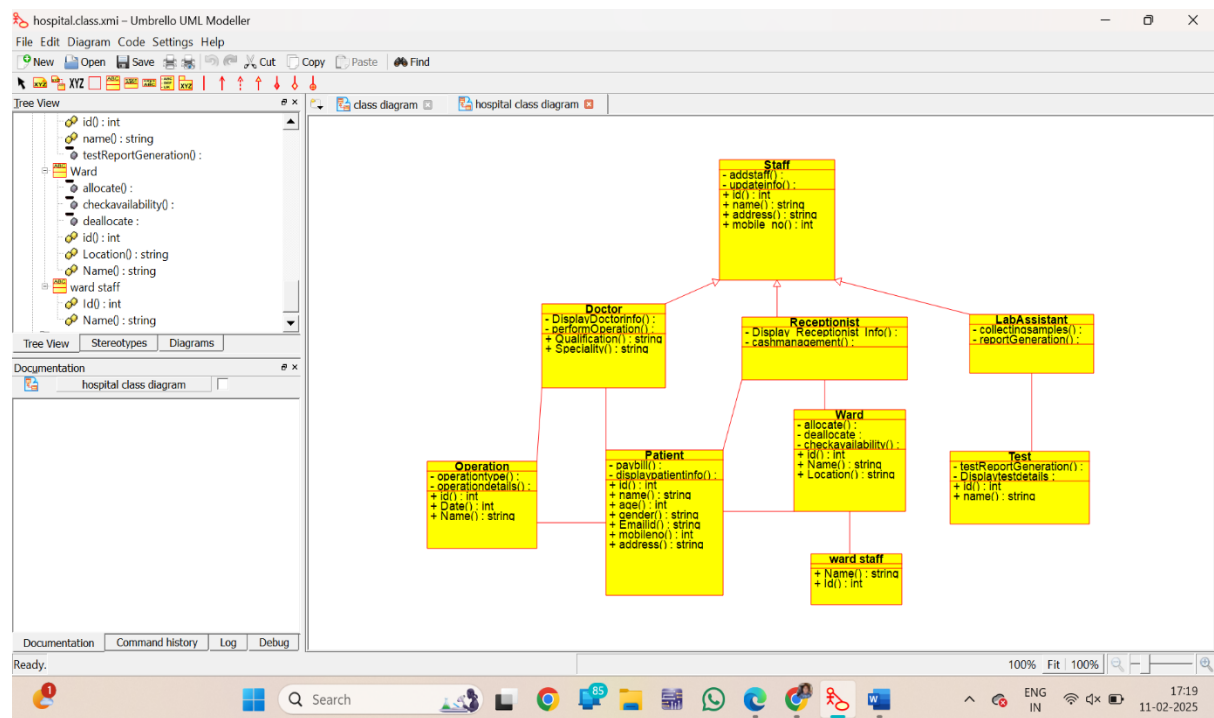 hospital.class.xmi – Umbrello UML Modeller
File Edit Diagram Code Settings Help
New Open Save Cut Copy Paste Find
XYZ
Tree View
id() : int
name() : string
testReportGeneration() :
Ward
allocate() :
checkavailability() :
deallocate :
id() : int
Location() : string
Name() : string
ward staff
Id() : int
Name() : string
Tree View Stereotypes Diagrams
Documentation
hospital class diagram
Documentation Command history Log Debug
class diagram hospital class diagram
Staff
- addstaff() :
- updateinfo() :
+ id() : int
+ name() : string
+ address() : string
+ mobile_no() : int
Doctor
- DisplayDoctorinfo() :
- performOperation() :
+ Qualification() : string
+ Speciality() : string
Receptionist
- Display_Receptionist_Info() :
- cashmanagement() :
LabAssistant
- collectingsamples() :
- reportGeneration() :
Operation
- operationtype() :
- operationdetails() :
+ id() : int
+ Date() : int
+ Name() : string
Patient
- paybill() :
- displaypatientinfo() :
+ id() : int
+ name() : string
+ age() : int
+ gender() : string
+ Emailid() : string
+ mobileno() : int
+ address() : string
Ward
- allocate() :
- deallocate :
- checkavailability() :
+ id() : int
+ Name() : string
+ Location() : string
Test
- testReportGeneration() :
- Displaytestdetails :
+ id() : int
+ name() : string
ward staff
+ Name() : string
+ Id() : int
Ready.
100% Fit 100%
1
Search
85
ENG
IN
17:19
11-02-2025